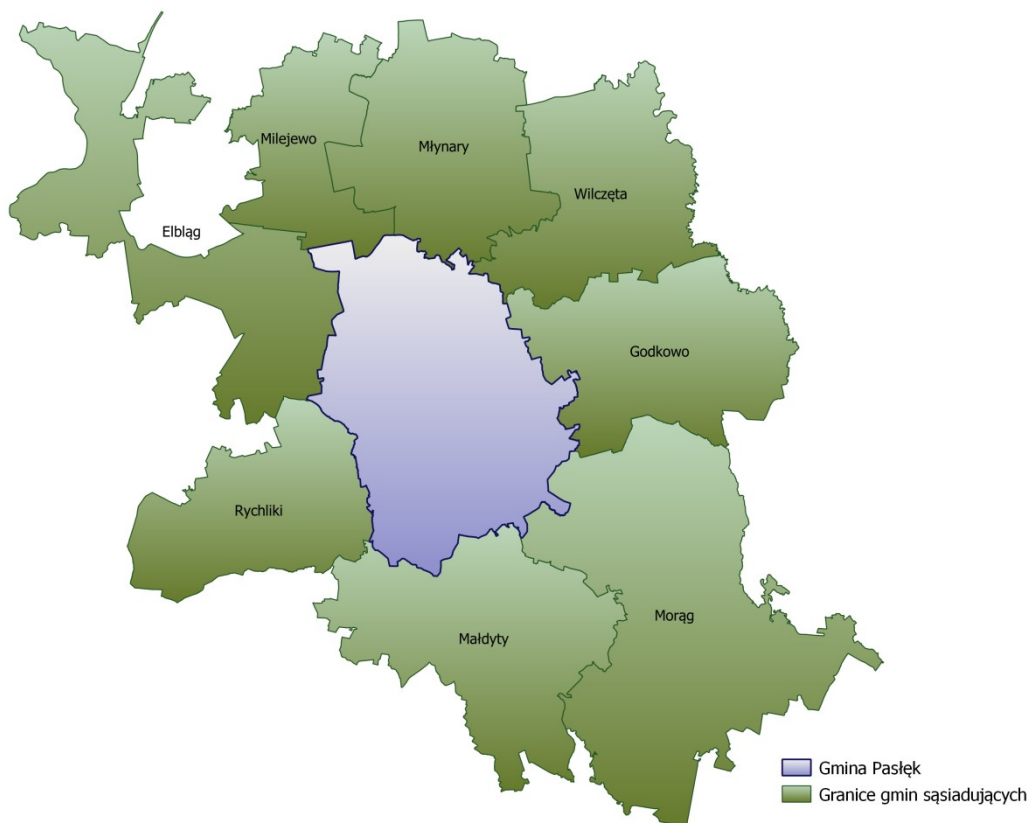 Milejewo
Młynary
Wilczęta
Elbląg
Godkowo
Rychliki
Morąg
Małdyty
Gmina Pasłęk
Granice gmin sąsiadujących